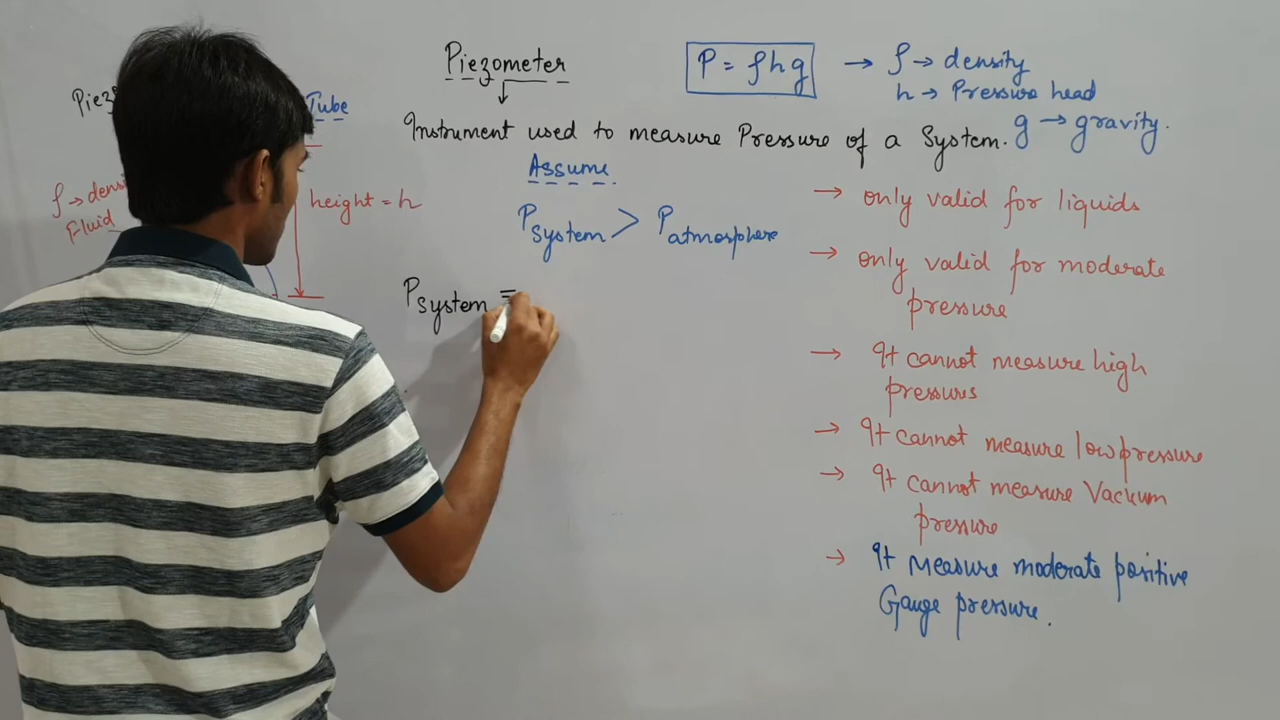 Piezometer
P = ρhg → ρ → density
h → Pressure head
g → gravity.
Instrument used to measure Pressure of a System.
Assume
P System > P atmosphere
P System =
Tube
ρ → densi
Fluid
height = h
→ only valid for liquids
→ only valid for moderate
pressure
→ It cannot measure high
pressures
→ It cannot measure low pressure
→ It cannot measure Vacuum
pressure
→ It measure moderate positive
Gauge pressure.